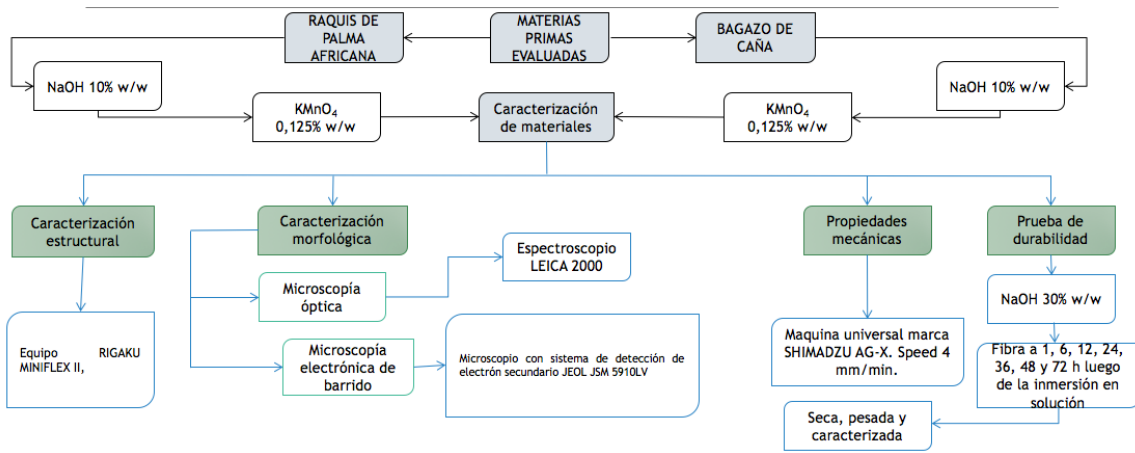 RAQUIS DE
PALMA
AFRICANA
MATERIAS
PRIMAS
EVALUADAS
BAGAZO DE
CAÑA
NaOH 10% w/w
NaOH 10% w/w
KMnO₄
0,125% w/w
Caracterización
de materiales
KMnO₄
0,125% w/w
Caracterización
estructural
Caracterización
morfológica
Propiedades
mecánicas
Prueba de
durabilidad
Espectroscopio
LEICA 2000
Microscopía
óptica
NaOH 30% w/w
Equipo RIGAKU
MINIFLEX II,
Microscopía
electrónica de
barrido
Microscopio con sistema de detección de
electrón secundario JEOL JSM 5910LV
Maquina universal marca
SHIMADZU AG-X. Speed 4
mm/min.
Fibra a 1, 6, 12, 24,
36, 48 y 72 h luego
de la inmersión en
solución
Seca, pesada y
caracterizada